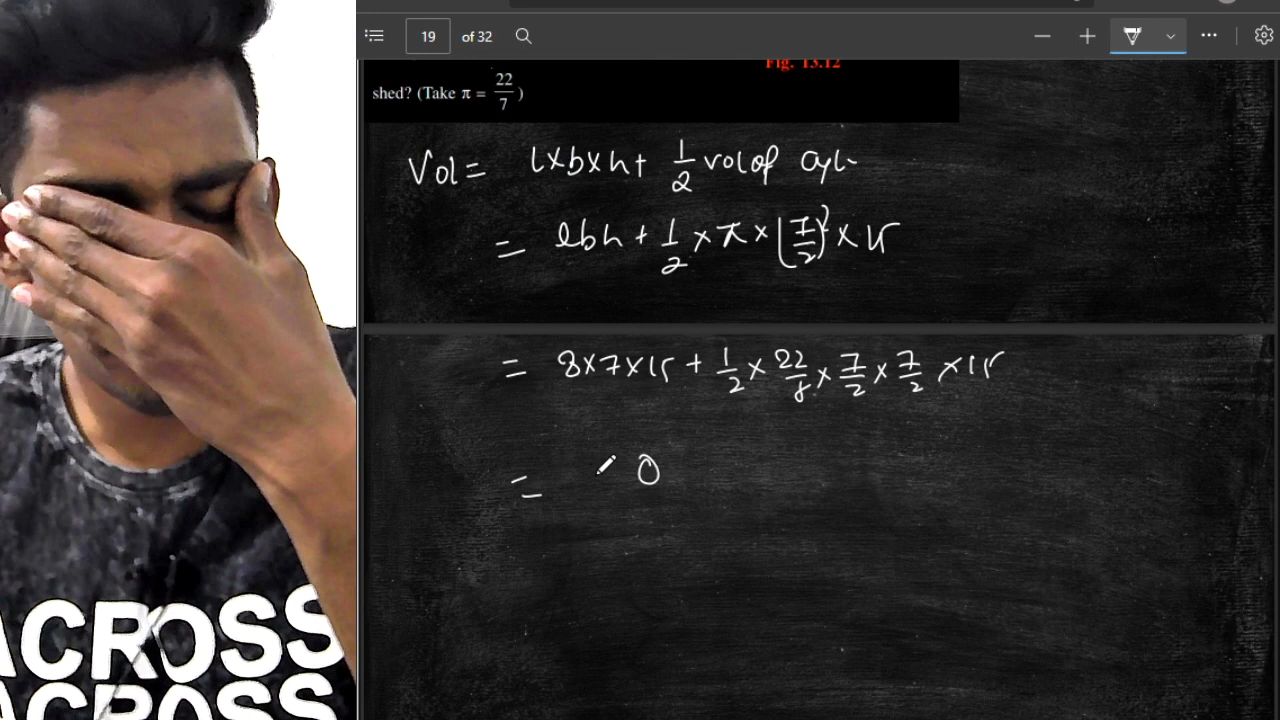 19 of 32
Fig. 13.12
shed? (Take π = 22/7)
Vol = l×b×h + 1/2 vol of cyl.
= lbh + 1/2 × π × (7/2)² × 15
= 8×7×15 + 1/2 × 22/7 × 7/2 × 7/2 × 15
= 0
ACROSS
ACROSS